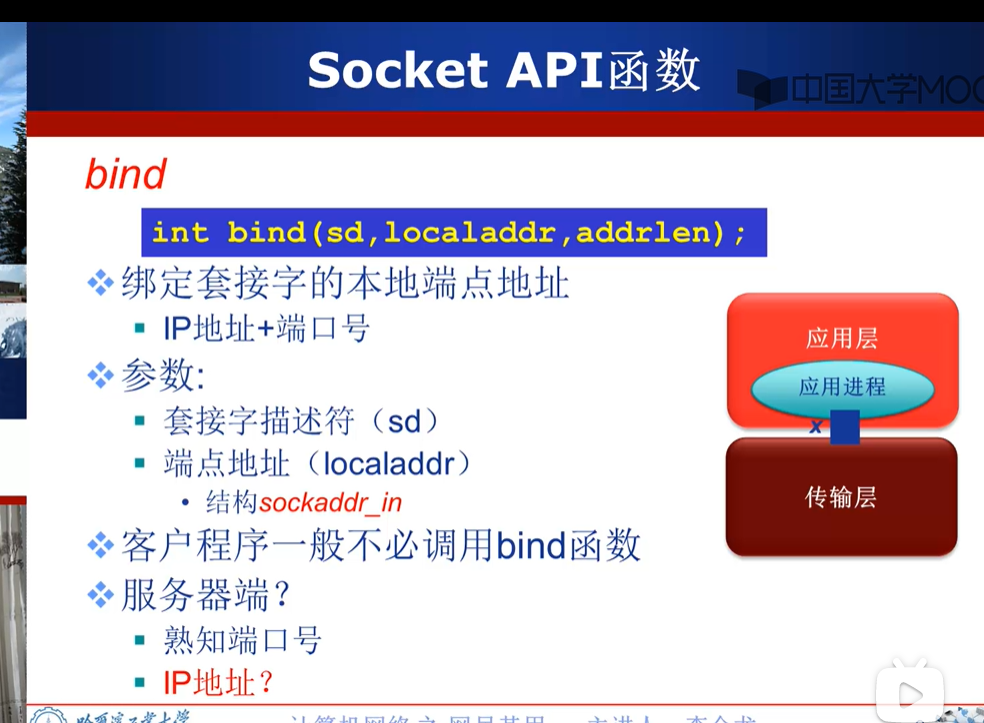 Socket API函数
中国大学MOO
bind
int bind(sd,localaddr,addrlen);
绑定套接字的本地端点地址
IP地址+端口号
参数:
套接字描述符（sd）
端点地址（localaddr）
结构sockaddr_in
客户程序一般不必调用bind函数
服务器端？
熟知端口号
IP地址？
应用层
应用进程
x
传输层
哈尔滨工业大学